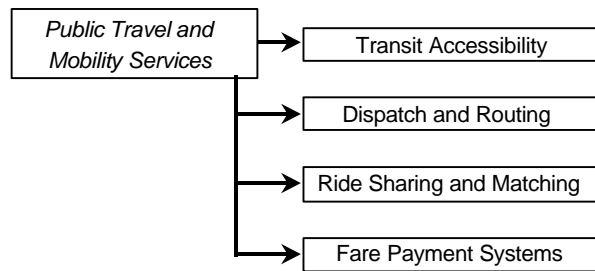 Public Travel and
Mobility Services
Transit Accessibility
Dispatch and Routing
Ride Sharing and Matching
Fare Payment Systems